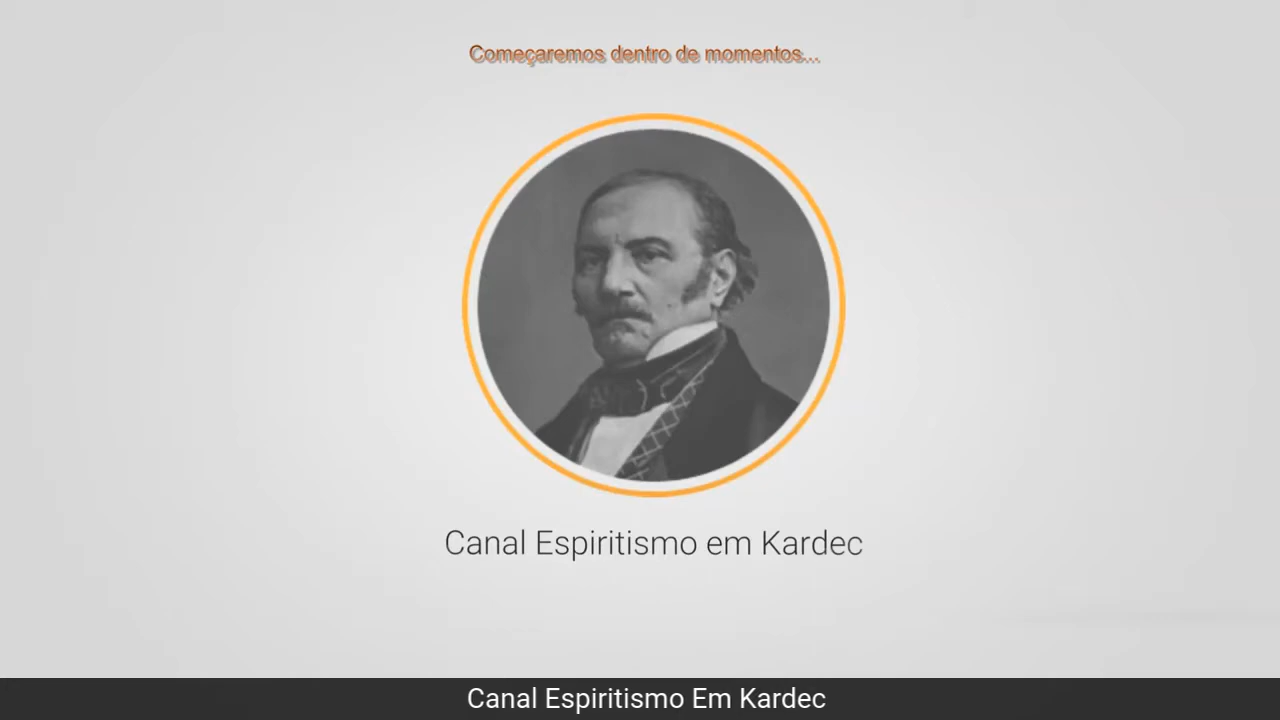 Começaremos dentro de momentos...
Canal Espiritismo em Kardec
Canal Espiritismo Em Kardec